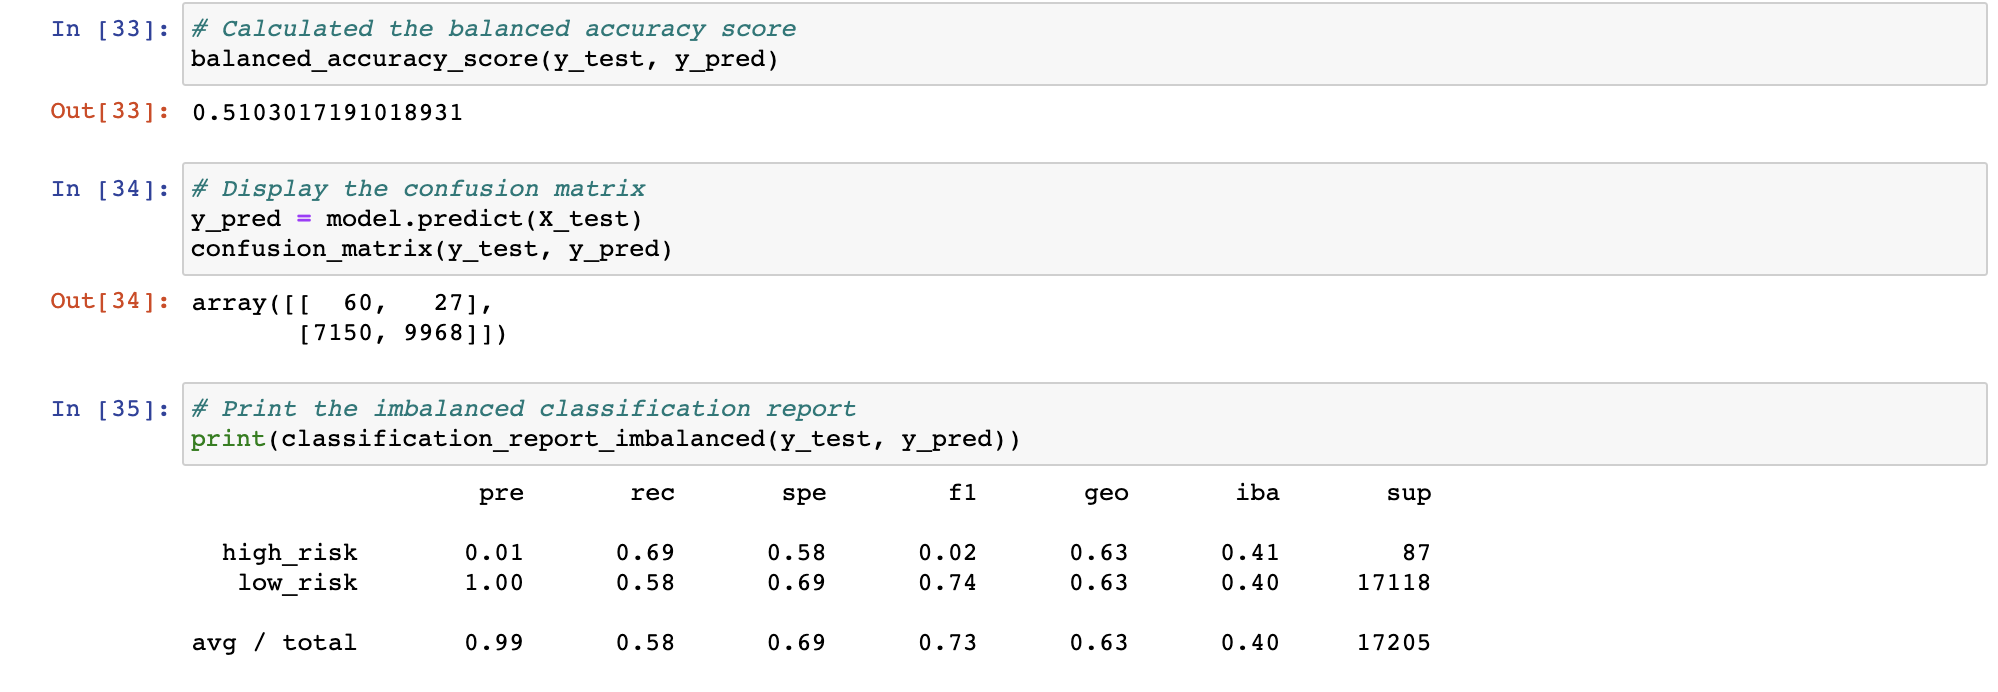 In [33]: # Calculated the balanced accuracy score
balanced_accuracy_score(y_test, y_pred)
Out[33]: 0.5103017191018931
In [34]: # Display the confusion matrix
y_pred = model.predict(X_test)
confusion_matrix(y_test, y_pred)
Out[34]: array([[  60,   27],
       [7150, 9968]])
In [35]: # Print the imbalanced classification report
print(classification_report_imbalanced(y_test, y_pred))
                   pre       rec       spe        f1       geo       iba       sup
  high_risk       0.01      0.69      0.58      0.02      0.63      0.41        87
   low_risk       1.00      0.58      0.69      0.74      0.63      0.40     17118
avg / total       0.99      0.58      0.69      0.73      0.63      0.40     17205